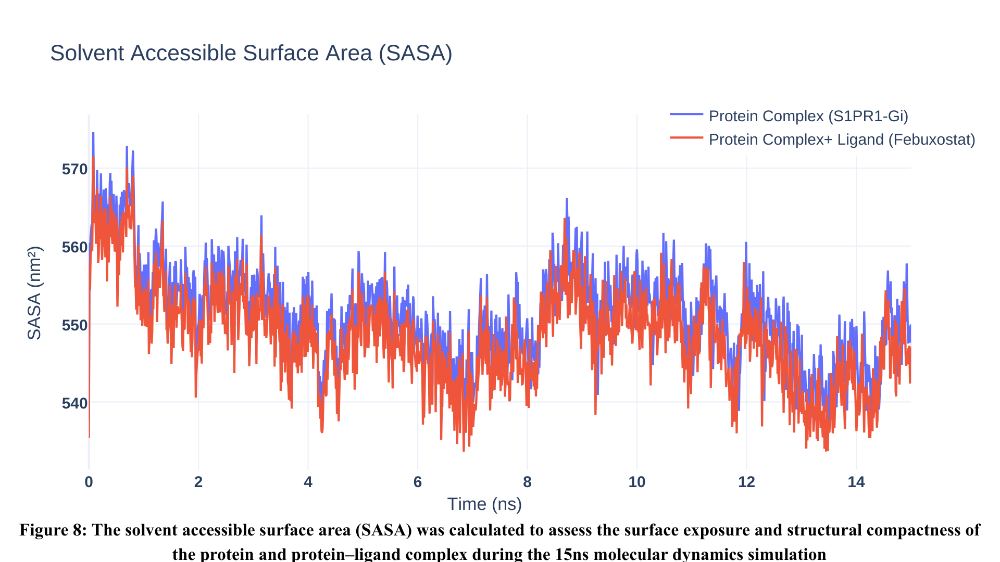 Solvent Accessible Surface Area (SASA)
Protein Complex (S1PR1-Gi)
Protein Complex+ Ligand (Febuxostat)
SASA (nm²)
570
560
550
540
0 2 4 6 8 10 12 14
Time (ns)
Figure 8: The solvent accessible surface area (SASA) was calculated to assess the surface exposure and structural compactness of
the protein and protein–ligand complex during the 15ns molecular dynamics simulation